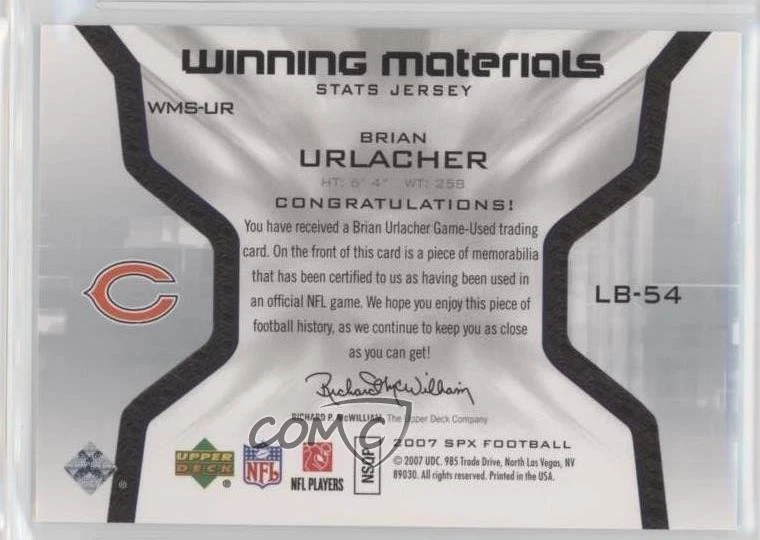 WINNING MATERIALS
STATS JERSEY
WMS-UR
BRIAN
URLACHER
HT: 6' 4" WT: 258
CONGRATULATIONS!
You have received a Brian Urlacher Game-Used trading
card. On the front of this card is a piece of memorabilia
that has been certified to us as having been used in
an official NFL game. We hope you enjoy this piece of
football history, as we continue to keep you as close
as you can get!
LB-54
Richard P. McWilliam
RICHARD P. McWILLIAM, The Upper Deck Company
COMC
UPPER
DECK
®
NFL
NFL PLAYERS
NSOP
2007 SPX FOOTBALL
© 2007 UDC. 985 Trade Drive, North Las Vegas, NV
89030. All rights reserved. Printed in the USA.
®